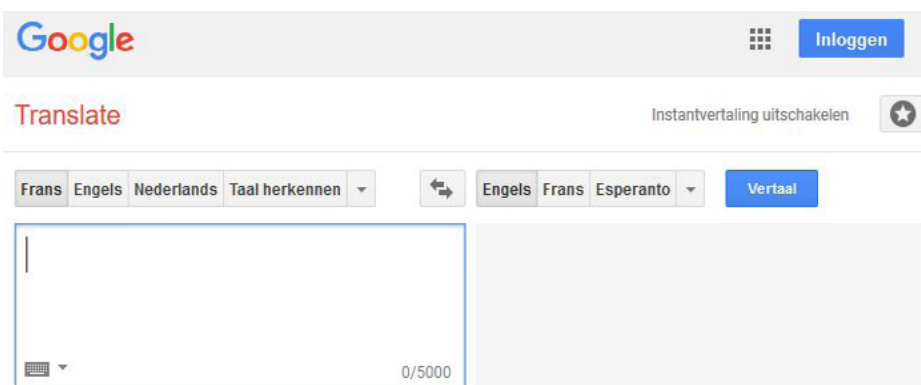 Google Inloggen
Translate Instantvertaling uitschakelen
Frans Engels Nederlands Taal herkennen Engels Frans Esperanto Vertaal
0/5000